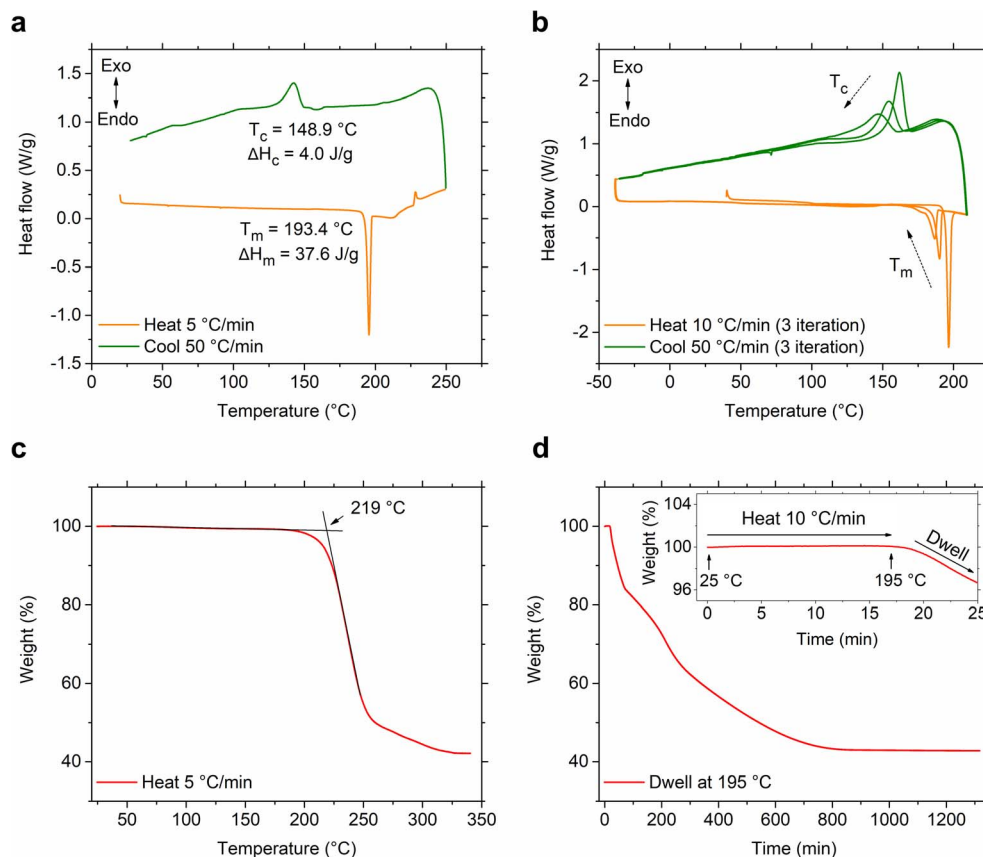 a
Exo
Endo
T_c = 148.9 °C
ΔH_c = 4.0 J/g
T_m = 193.4 °C
ΔH_m = 37.6 J/g
Heat 5 °C/min
Cool 50 °C/min
1.5
1.0
0.5
0.0
-0.5
-1.0
-1.5
Heat flow (W/g)
0 50 100 150 200 250
Temperature (°C)
b
Exo
Endo
T_c
T_m
Heat 10 °C/min (3 iteration)
Cool 50 °C/min (3 iteration)
2
1
0
-1
-2
Heat flow (W/g)
-50 0 50 100 150 200
Temperature (°C)
c
219 °C
Heat 5 °C/min
100
80
60
40
Weight (%)
50 100 150 200 250 300 350
Temperature (°C)
d
104
100
96
Weight (%)
Heat 10 °C/min
Dwell
25 °C
195 °C
0 5 10 15 20 25
Time (min)
Dwell at 195 °C
100
80
60
40
Weight (%)
0 200 400 600 800 1000 1200
Time (min)